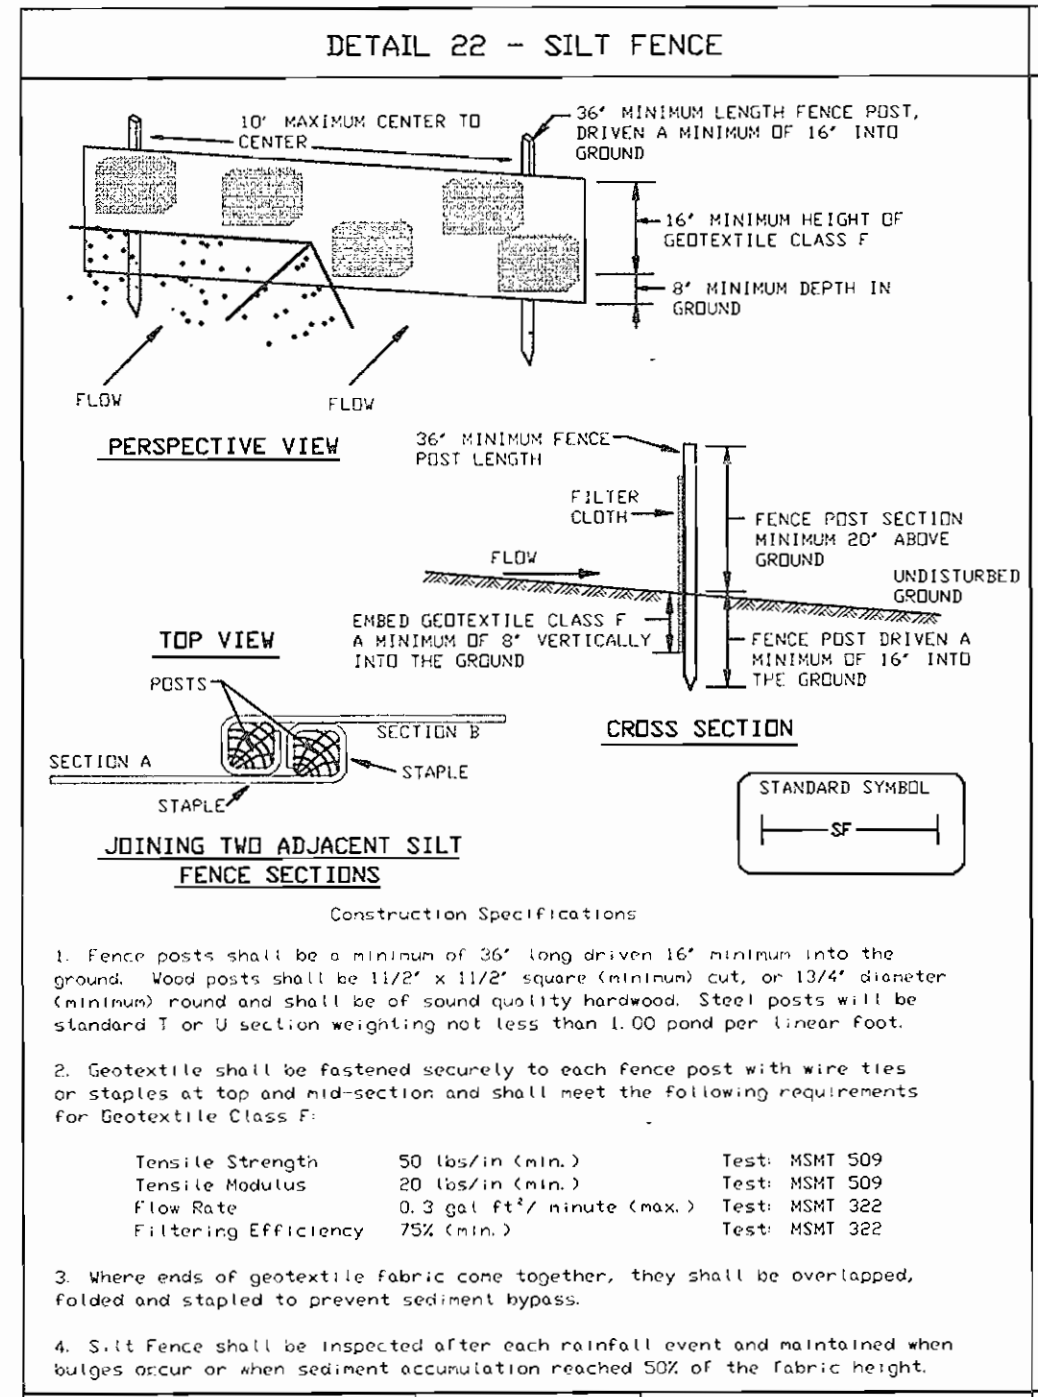 DETAIL 22 - SILT FENCE
10' MAXIMUM CENTER TO
CENTER
36" MINIMUM LENGTH FENCE POST,
DRIVEN A MINIMUM OF 16" INTO
GROUND
16" MINIMUM HEIGHT OF
GEOTEXTILE CLASS F
8" MINIMUM DEPTH IN
GROUND
FLOW
FLOW
PERSPECTIVE VIEW
36" MINIMUM FENCE
POST LENGTH
FILTER
CLOTH
FENCE POST SECTION
MINIMUM 20" ABOVE
GROUND
FLOW
UNDISTURBED
GROUND
EMBED GEOTEXTILE CLASS F
A MINIMUM OF 8" VERTICALLY
INTO THE GROUND
FENCE POST DRIVEN A
MINIMUM OF 16" INTO
THE GROUND
CROSS SECTION
TOP VIEW
POSTS
SECTION B
SECTION A
STAPLE
STAPLE
JOINING TWO ADJACENT SILT
FENCE SECTIONS
STANDARD SYMBOL
SF
Construction Specifications
1. Fence posts shall be a minimum of 36" long driven 16" minimum into the
ground. Wood posts shall be 11/2" x 11/2" square (minimum) cut, or 13/4" diameter
(minimum) round and shall be of sound quality hardwood. Steel posts will be
standard T or U section weighting not less than 1.00 pond per linear foot.
2. Geotextile shall be fastened securely to each fence post with wire ties
or staples at top and mid-section and shall meet the following requirements
for Geotextile Class F:
Tensile Strength 50 lbs/in (min.) Test: MSMT 509
Tensile Modulus 20 lbs/in (min.) Test: MSMT 509
Flow Rate 0.3 gal ft²/ minute (max.) Test: MSMT 322
Filtering Efficiency 75% (min.) Test: MSMT 322
3. Where ends of geotextile fabric come together, they shall be overlapped,
folded and stapled to prevent sediment bypass.
4. Silt Fence shall be inspected after each rainfall event and maintained when
bulges occur or when sediment accumulation reached 50% of the fabric height.